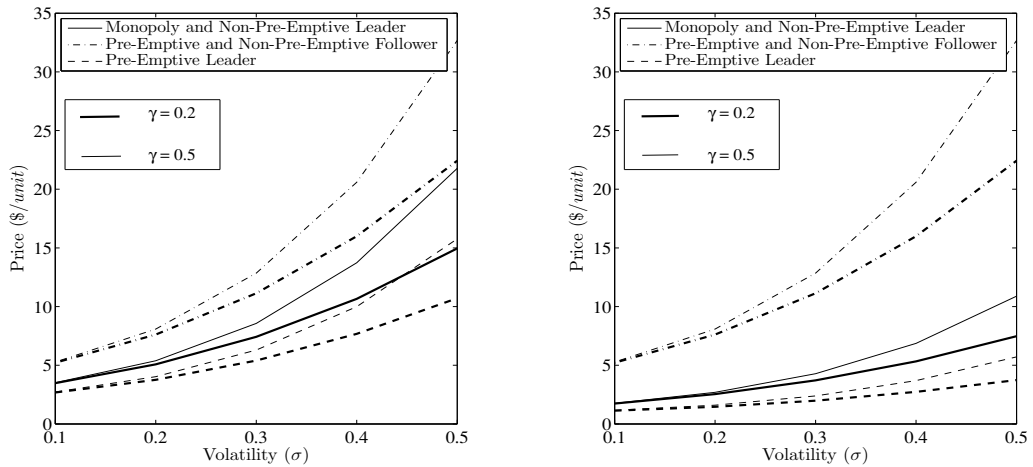 35
30
25
20
15
10
5
0
0.1 0.2 0.3 0.4 0.5
Volatility (σ)
Price ($/unit)
Monopoly and Non-Pre-Emptive Leader
Pre-Emptive and Non-Pre-Emptive Follower
Pre-Emptive Leader
γ = 0.2
γ = 0.5
35
30
25
20
15
10
5
0
0.1 0.2 0.3 0.4 0.5
Volatility (σ)
Price ($/unit)
Monopoly and Non-Pre-Emptive Leader
Pre-Emptive and Non-Pre-Emptive Follower
Pre-Emptive Leader
γ = 0.2
γ = 0.5